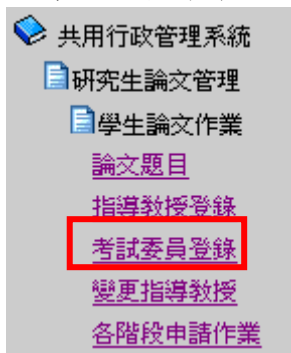 共用行政管理系統
研究生論文管理
學生論文作業
論文題目
指導教授登錄
考試委員登錄
變更指導教授
各階段申請作業